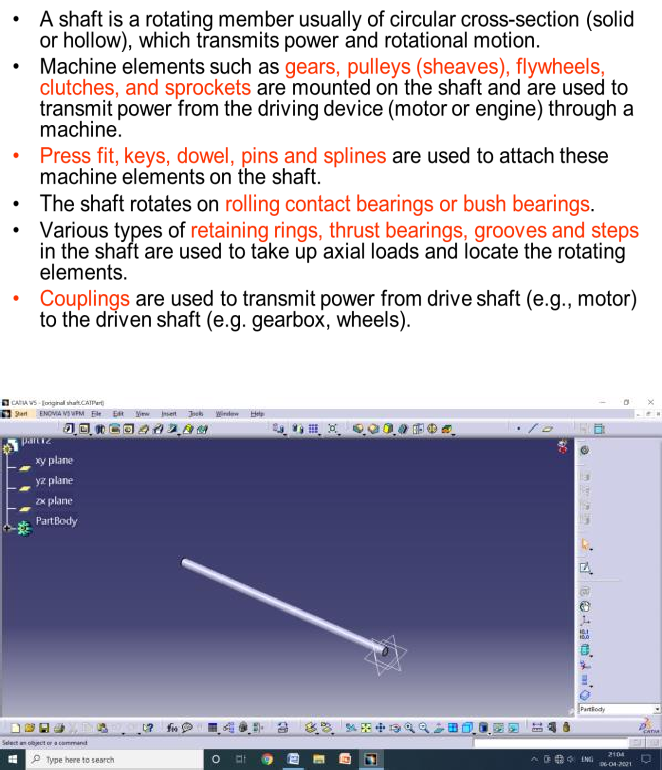 • A shaft is a rotating member usually of circular cross-section (solid
or hollow), which transmits power and rotational motion.
• Machine elements such as gears, pulleys (sheaves), flywheels,
clutches, and sprockets are mounted on the shaft and are used to
transmit power from the driving device (motor or engine) through a
machine.
• Press fit, keys, dowel, pins and splines are used to attach these
machine elements on the shaft.
• The shaft rotates on rolling contact bearings or bush bearings.
• Various types of retaining rings, thrust bearings, grooves and steps
in the shaft are used to take up axial loads and locate the rotating
elements.
• Couplings are used to transmit power from drive shaft (e.g., motor)
to the driven shaft (e.g. gearbox, wheels).
CATIA V5 - [original shaft.CATPart]
Start ENOVIA V5 VPM File Edit View Insert Tools Window Help
xy plane
yz plane
zx plane
PartBody
PartBody
CATIA
Select an object or a command
Type here to search
ENG
21:04
06-04-2021